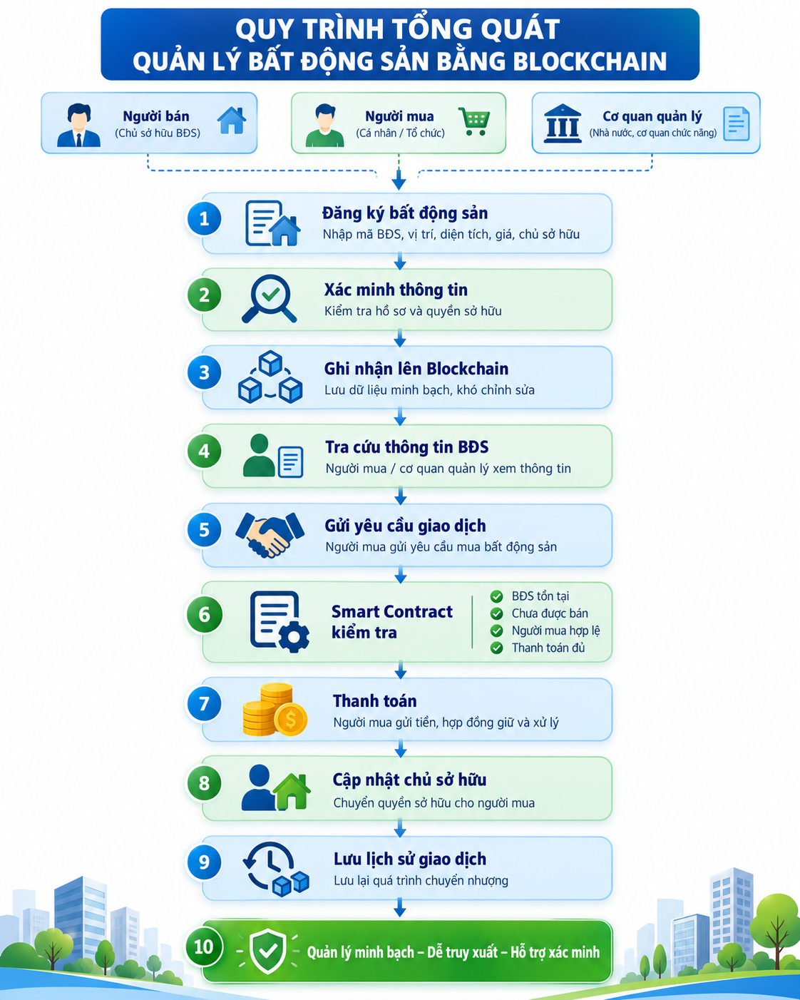 QUY TRÌNH TỔNG QUÁT
QUẢN LÝ BẤT ĐỘNG SẢN BẰNG BLOCKCHAIN
Người bán
(Chủ sở hữu BĐS)
Người mua
(Cá nhân / Tổ chức)
Cơ quan quản lý
(Nhà nước, cơ quan chức năng)
1
Đăng ký bất động sản
Nhập mã BĐS, vị trí, diện tích, giá, chủ sở hữu
2
Xác minh thông tin
Kiểm tra hồ sơ và quyền sở hữu
3
Ghi nhận lên Blockchain
Lưu dữ liệu minh bạch, khó chỉnh sửa
4
Tra cứu thông tin BĐS
Người mua / cơ quan quản lý xem thông tin
5
Gửi yêu cầu giao dịch
Người mua gửi yêu cầu mua bất động sản
6
Smart Contract
kiểm tra
BĐS tồn tại
Chưa được bán
Người mua hợp lệ
Thanh toán đủ
7
$
Thanh toán
Người mua gửi tiền, hợp đồng giữ và xử lý
8
Cập nhật chủ sở hữu
Chuyển quyền sở hữu cho người mua
9
Lưu lịch sử giao dịch
Lưu lại quá trình chuyển nhượng
10
Quản lý minh bạch – Dễ truy xuất – Hỗ trợ xác minh